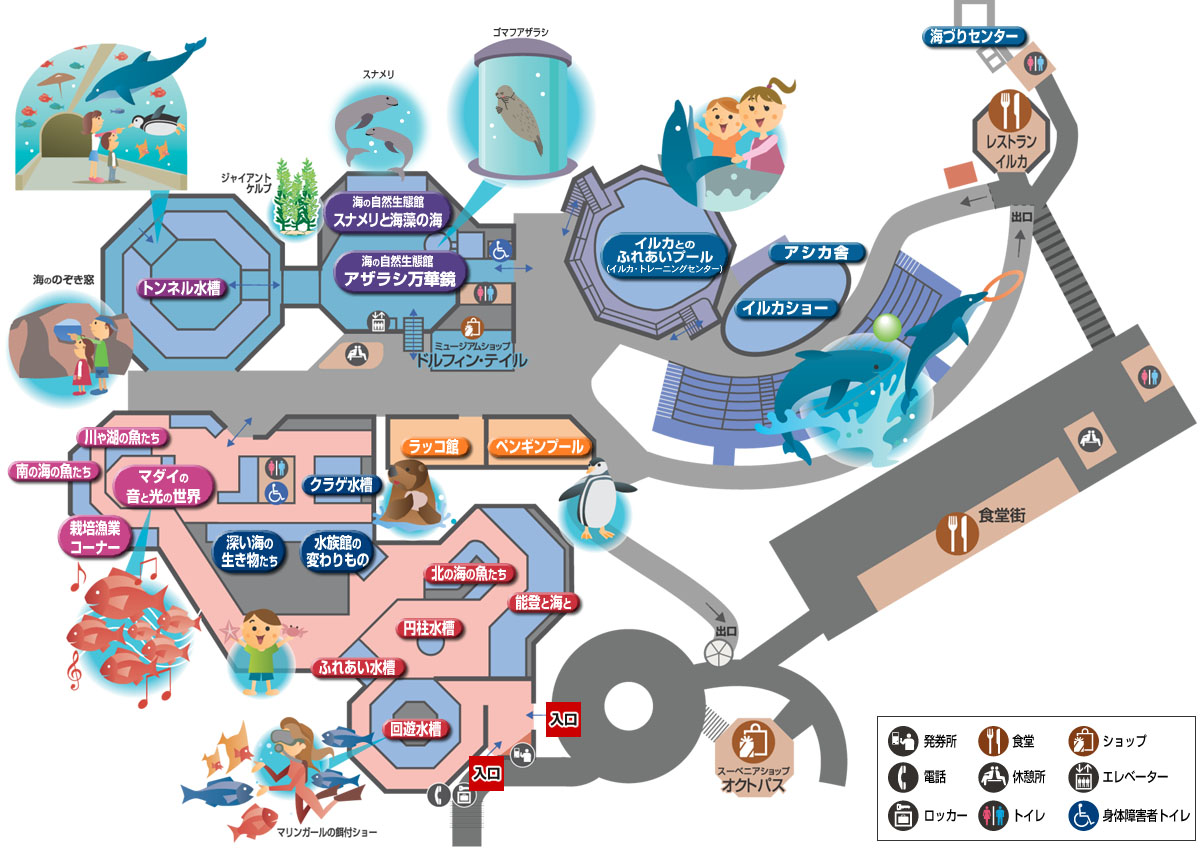 海づりセンター
ゴマフアザラシ
スナメリ
レストラン
イルカ
ジャイアント
ケルプ
海の自然生態館
スナメリと海藻の海
出口
イルカとの
ふれあいプール
(イルカ・トレーニングセンター)
アシカ舎
海の自然生態館
アザラシ万華鏡
海ののぞき窓
トンネル水槽
イルカショー
ミュージアムショップ
ドルフィン・テイル
川や湖の魚たち
ラッコ館
ペンギンプール
南の海の魚たち
マダイの
音と光の世界
クラゲ水槽
食堂街
栽培漁業
コーナー
深い海の
生き物たち
水族館の
変わりもの
北の海の魚たち
能登と海と
円柱水槽
出口
ふれあい水槽
入口
回遊水槽
入口
スーベニアショップ
オクトパス
マリンガールの餌付ショー
発券所
食堂
ショップ
電話
休憩所
エレベーター
ロッカー
トイレ
身体障害者トイレ